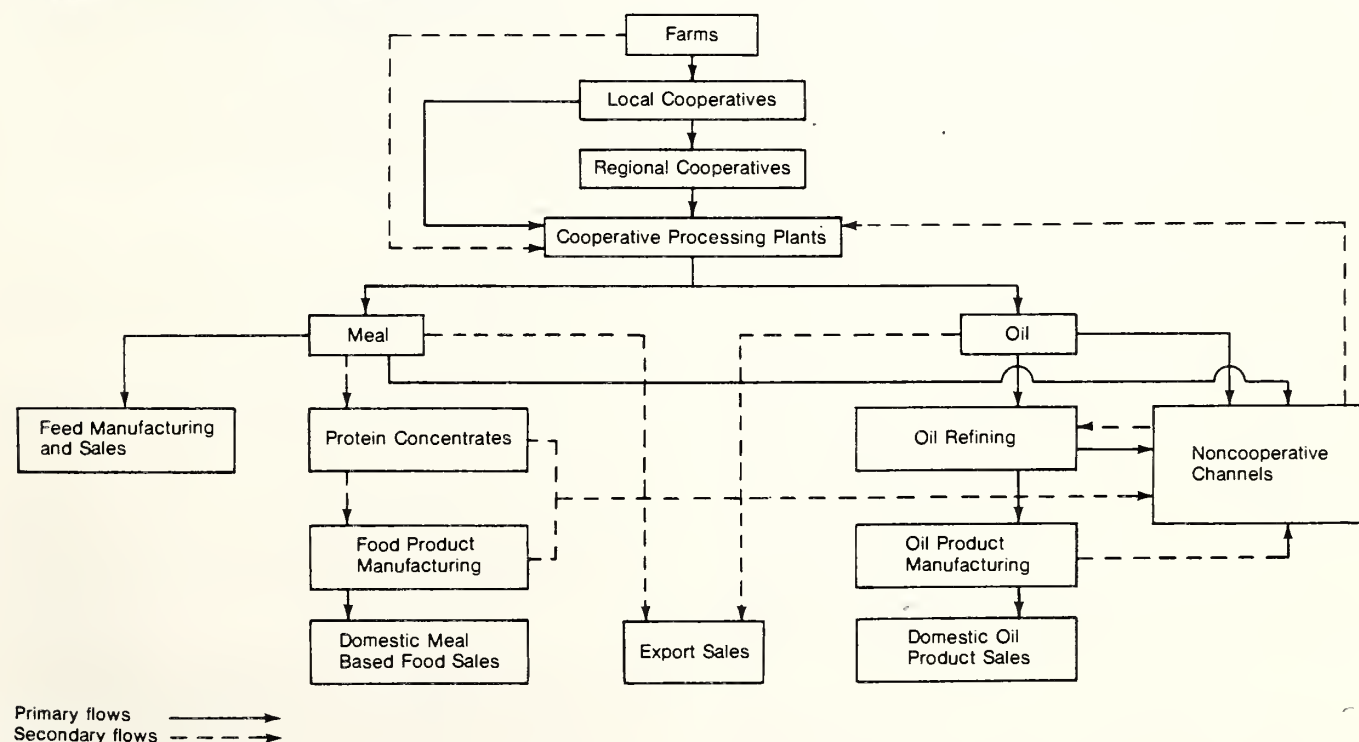 Farms
Local Cooperatives
Regional Cooperatives
Cooperative Processing Plants
Meal
Oil
Feed Manufacturing
and Sales
Protein Concentrates
Oil Refining
Noncooperative
Channels
Food Product
Manufacturing
Oil Product
Manufacturing
Domestic Meal
Based Food Sales
Export Sales
Domestic Oil
Product Sales
Primary flows
Secondary flows